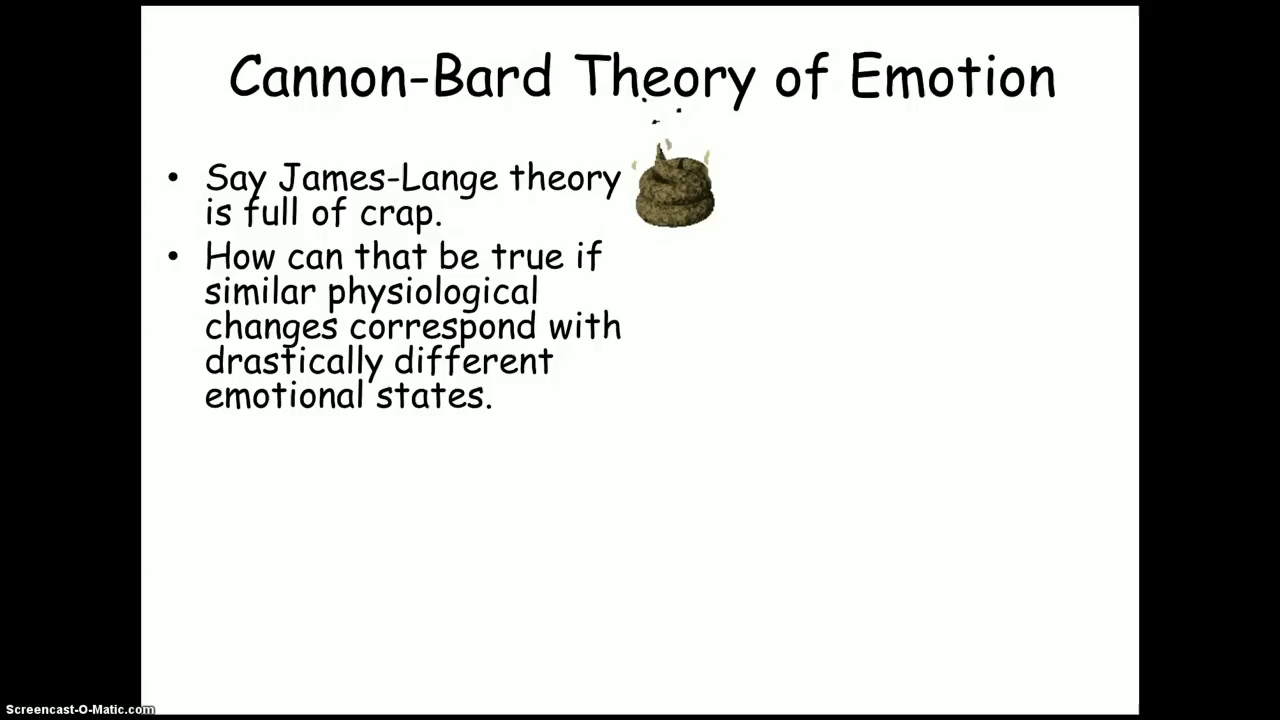 Cannon-Bard Theory of Emotion
• Say James-Lange theory
is full of crap.
• How can that be true if
similar physiological
changes correspond with
drastically different
emotional states.
Screencast-O-Matic.com